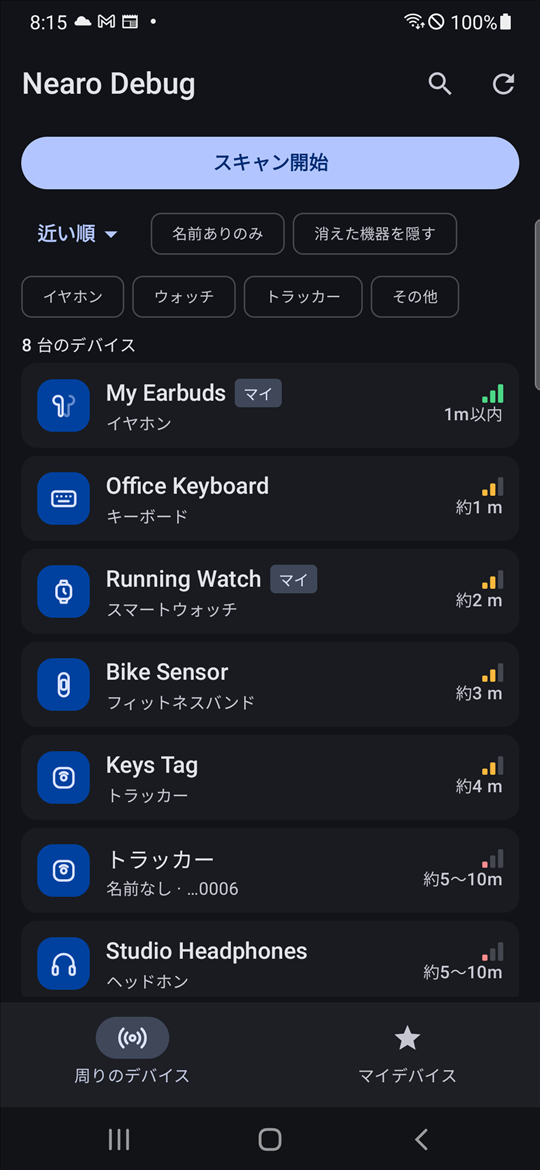 8:15 100%
Nearo Debug
スキャン開始
近い順 名前ありのみ 消えた機器を隠す
イヤホン ウォッチ トラッカー その他
8 台のデバイス
My Earbuds マイ
イヤホン 1m以内
Office Keyboard
キーボード 約1 m
Running Watch マイ
スマートウォッチ 約2 m
Bike Sensor
フィットネスバンド 約3 m
Keys Tag
トラッカー 約4 m
トラッカー
名前なし · …0006 約5〜10m
Studio Headphones
ヘッドホン 約5〜10m
周りのデバイス マイデバイス